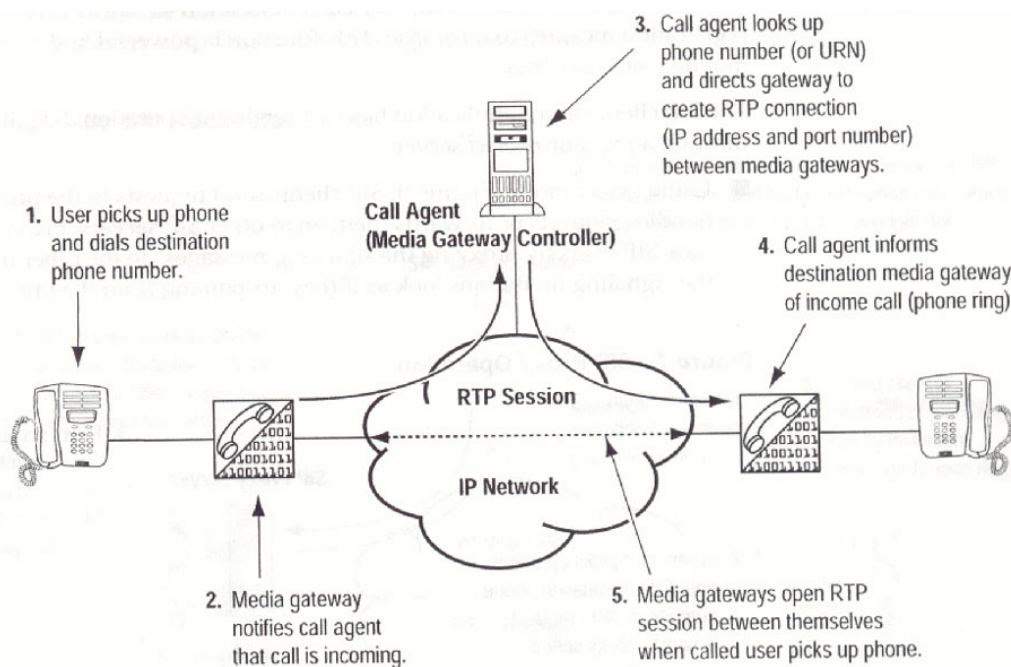 1. User picks up phone
and dials destination
phone number.
3. Call agent looks up
phone number (or URN)
and directs gateway to
create RTP connection
(IP address and port number)
between media gateways.
Call Agent
(Media Gateway Controller)
4. Call agent informs
destination media gateway
of income call (phone ring)
RTP Session
IP Network
2. Media gateway
notifies call agent
that call is incoming.
5. Media gateways open RTP
session between themselves
when called user picks up phone.